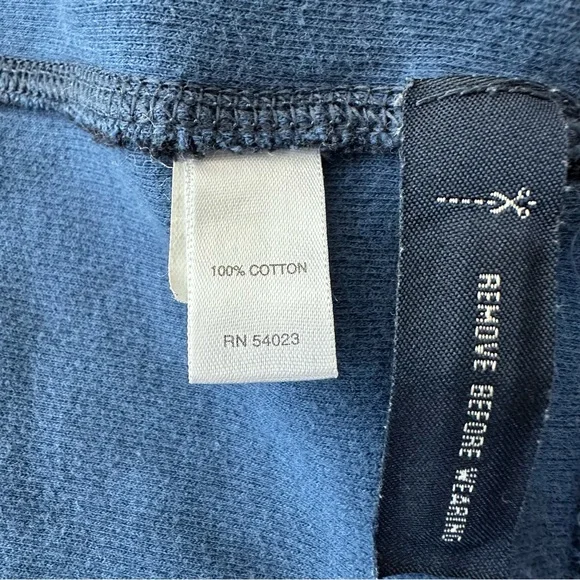 100% COTTON
RN 54023
REMOVE BEFORE WEARING